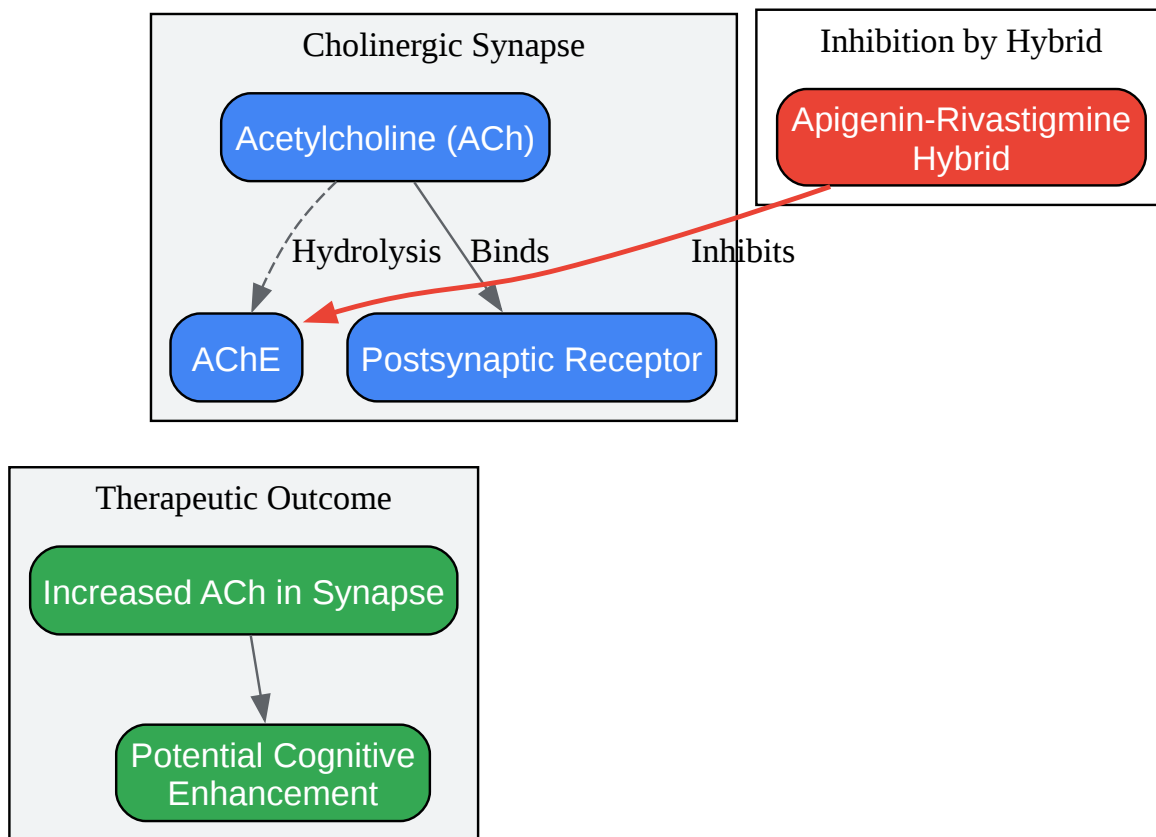 Cholinergic Synapse
Inhibition by Hybrid
Acetylcholine (ACh)
Apigenin-Rivastigmine
Hybrid
Hydrolysis
Binds
Inhibits
AChE
Postsynaptic Receptor
Therapeutic Outcome
Increased ACh in Synapse
Potential Cognitive
Enhancement